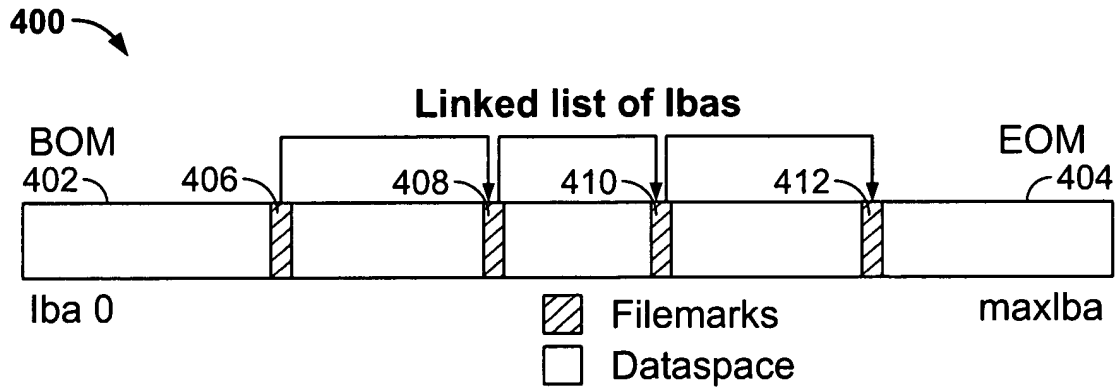 400
Linked list of lbas
BOM
EOM
402
406
408
410
412
404
lba 0
maxlba
Filemarks
Dataspace